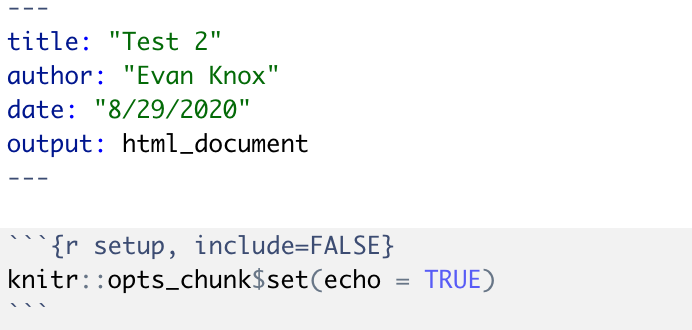 ---
title: "Test 2"
author: "Evan Knox"
date: "8/29/2020"
output: html_document
---
```{r setup, include=FALSE}
knitr::opts_chunk$set(echo = TRUE)
```